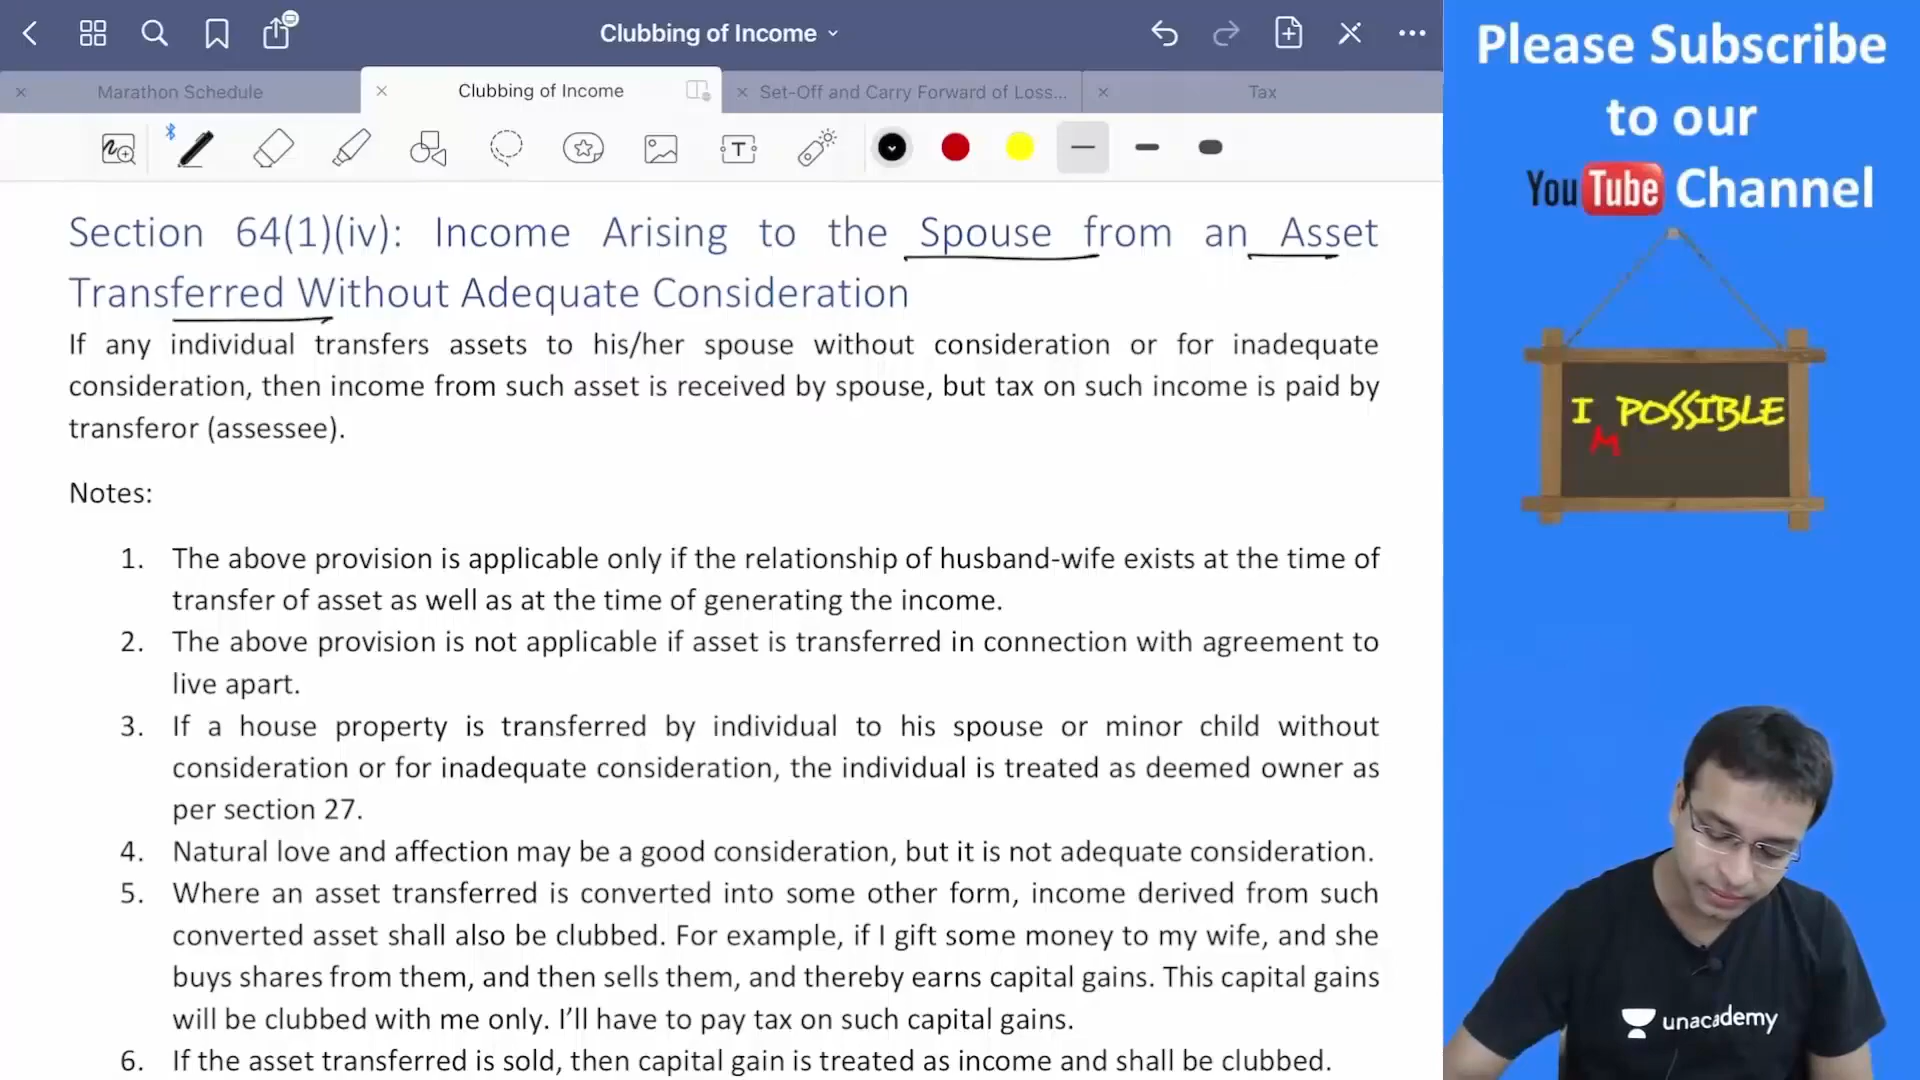 Clubbing of Income
Marathon Schedule
Clubbing of Income
Set-Off and Carry Forward of Loss...
Tax
T
Section 64(1)(iv): Income Arising to the Spouse from an Asset
Transferred Without Adequate Consideration
If any individual transfers assets to his/her spouse without consideration or for inadequate
consideration, then income from such asset is received by spouse, but tax on such income is paid by
transferor (assessee).
Notes:
1. The above provision is applicable only if the relationship of husband-wife exists at the time of
transfer of asset as well as at the time of generating the income.
2. The above provision is not applicable if asset is transferred in connection with agreement to
live apart.
3. If a house property is transferred by individual to his spouse or minor child without
consideration or for inadequate consideration, the individual is treated as deemed owner as
per section 27.
4. Natural love and affection may be a good consideration, but it is not adequate consideration.
5. Where an asset transferred is converted into some other form, income derived from such
converted asset shall also be clubbed. For example, if I gift some money to my wife, and she
buys shares from them, and then sells them, and thereby earns capital gains. This capital gains
will be clubbed with me only. I'll have to pay tax on such capital gains.
6. If the asset transferred is sold, then capital gain is treated as income and shall be clubbed.
Please Subscribe
to our
YouTube Channel
I POSSIBLE
M
unacademy